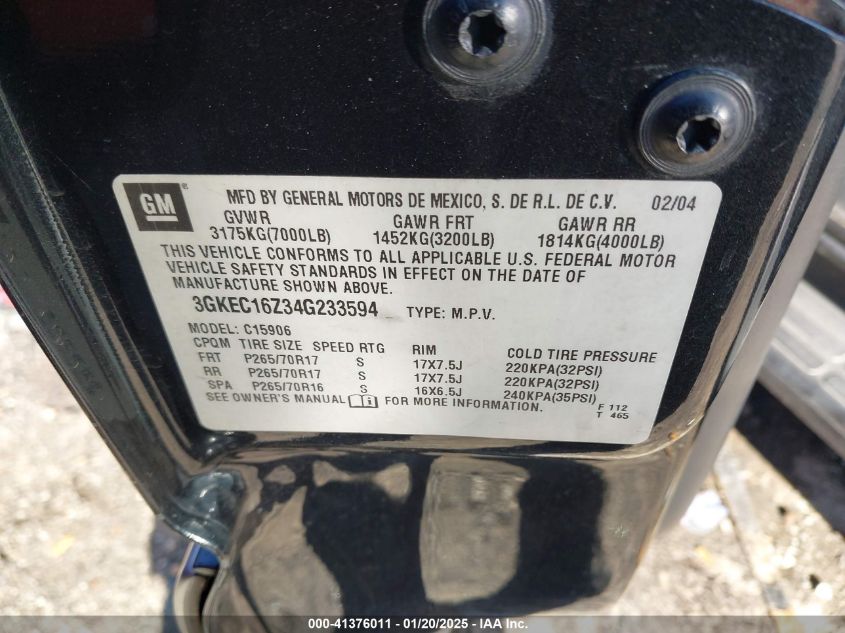 GM ® MFD BY GENERAL MOTORS DE MEXICO, S. DE R.L. DE C.V. 02/04
GVWR GAWR FRT GAWR RR
3175KG(7000LB) 1452KG(3200LB) 1814KG(4000LB)
THIS VEHICLE CONFORMS TO ALL APPLICABLE U.S. FEDERAL MOTOR
VEHICLE SAFETY STANDARDS IN EFFECT ON THE DATE OF
MANUFACTURE SHOWN ABOVE.
3GKEC16Z34G233594 TYPE: M.P.V.
MODEL: C15906
CPQM TIRE SIZE SPEED RTG RIM COLD TIRE PRESSURE
FRT P265/70R17 S 17X7.5J 220KPA(32PSI)
RR P265/70R17 S 17X7.5J 220KPA(32PSI)
SPA P265/70R16 S 16X6.5J 240KPA(35PSI)
SEE OWNER'S MANUAL FOR MORE INFORMATION.
F 112
T 465
000-41376011 — 01/20/2025 — IAA Inc.